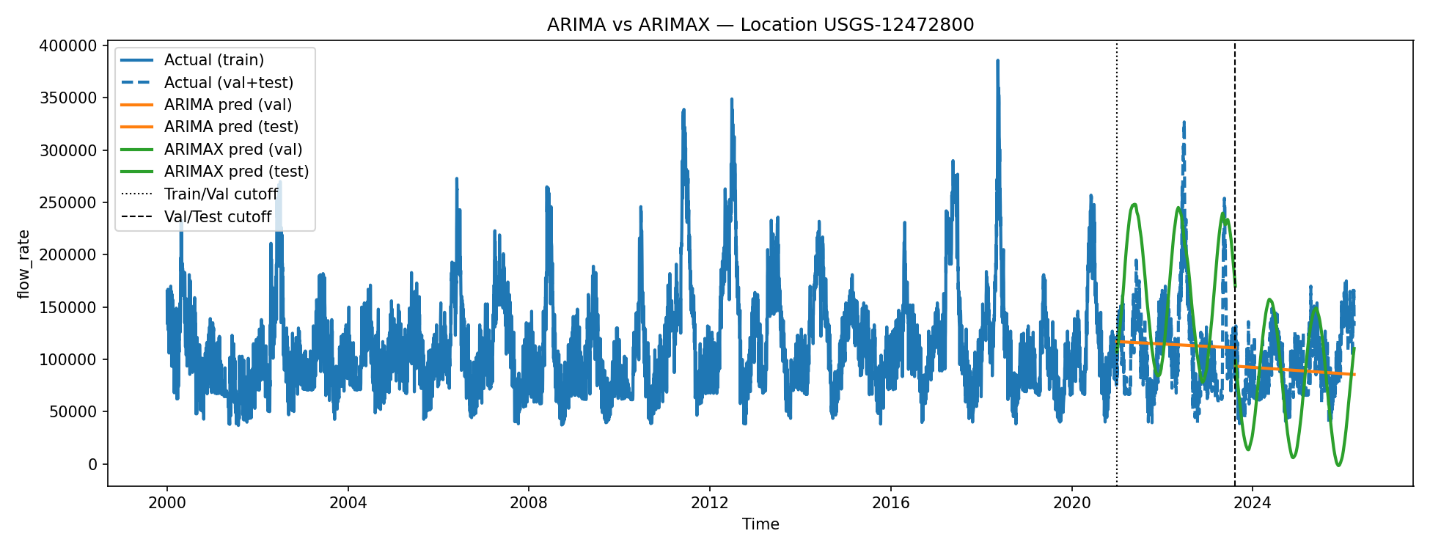 ARIMA vs ARIMAX — Location USGS-12472800
Actual (train)
Actual (val+test)
ARIMA pred (val)
ARIMA pred (test)
ARIMAX pred (val)
ARIMAX pred (test)
Train/Val cutoff
Val/Test cutoff
flow_rate
400000
350000
300000
250000
200000
150000
100000
50000
0
2000
2004
2008
2012
2016
2020
2024
Time